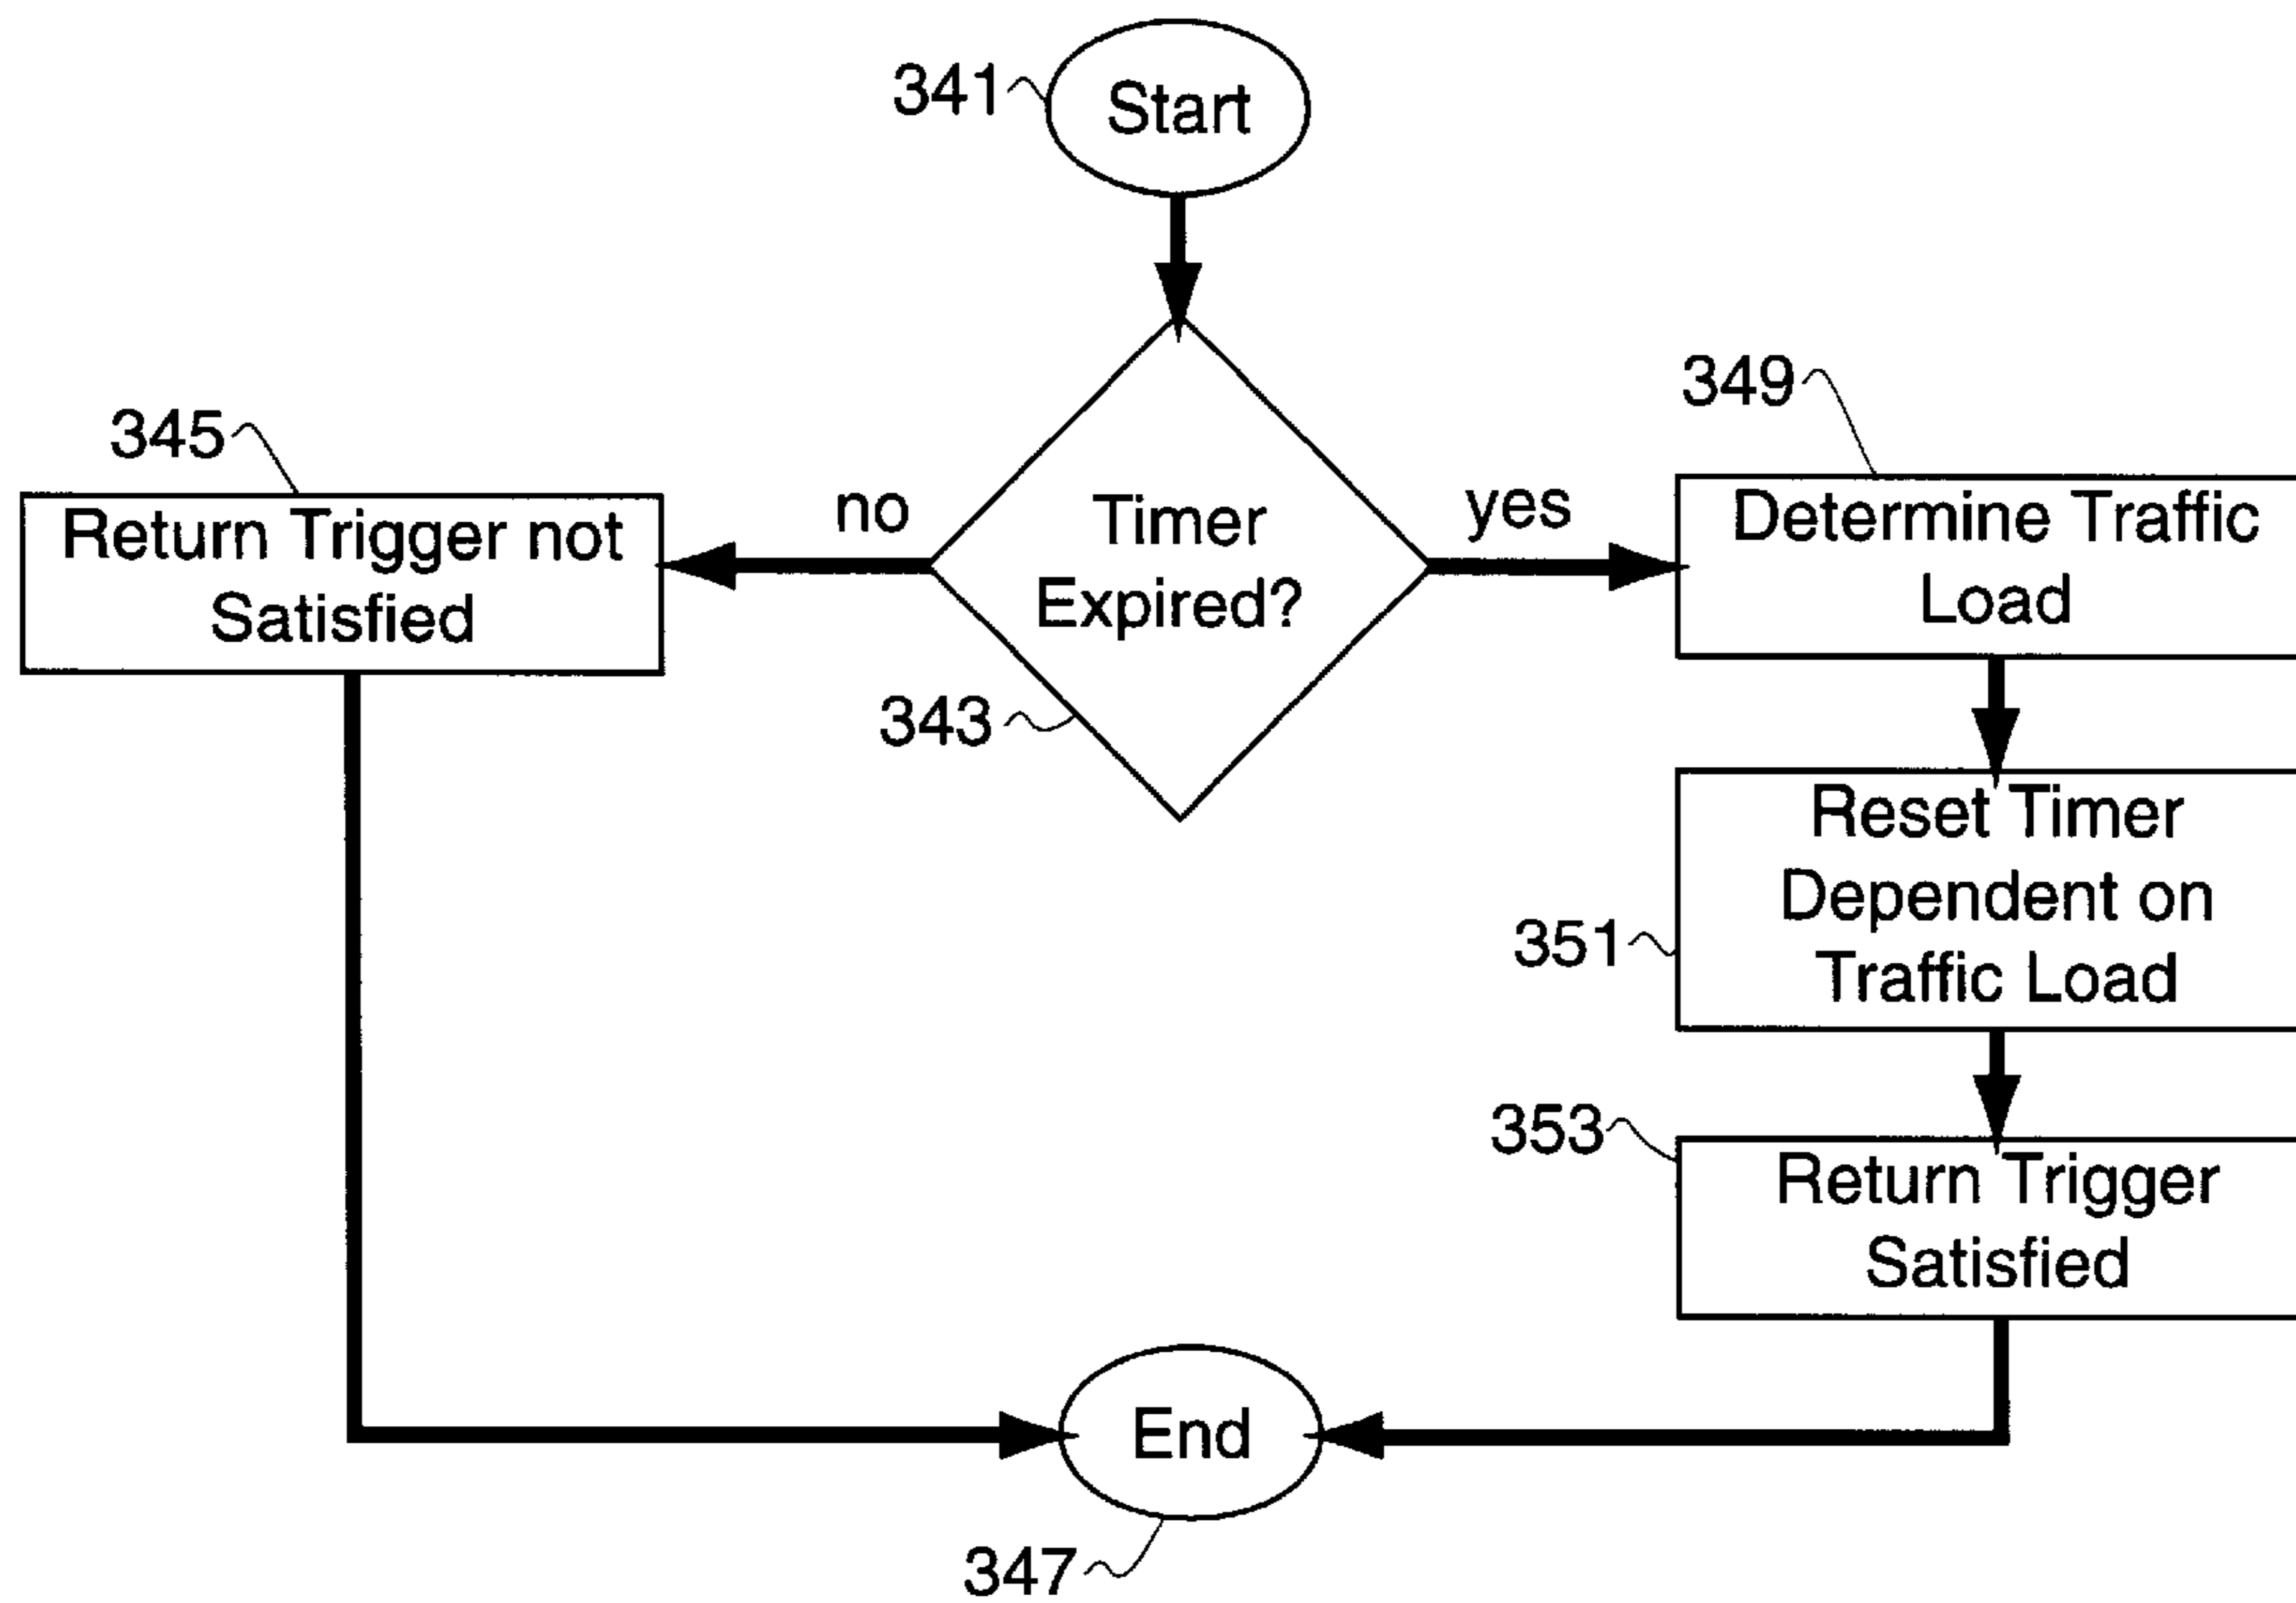 341
Start
349
345
Return Trigger not
Satisfied
no
Timer
Expired?
yes
Determine Traffic
Load
343
Reset Timer
Dependent on
Traffic Load
351
353
Return Trigger
Satisfied
End
347